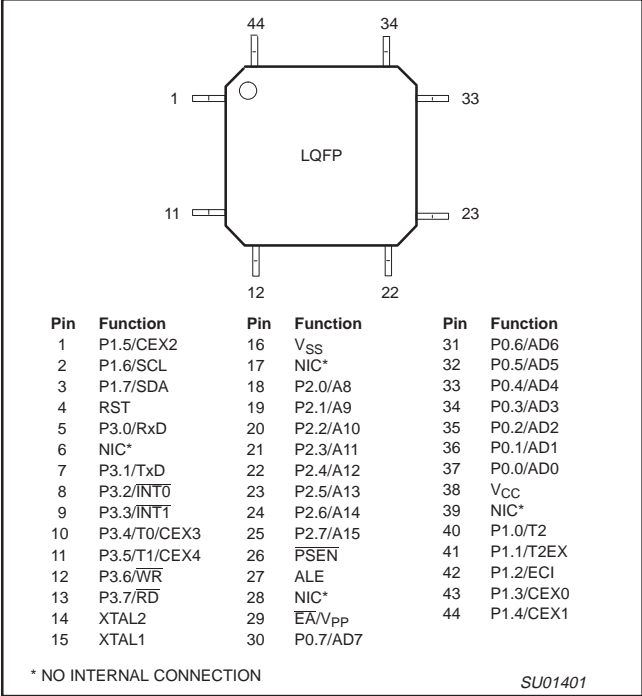 44 34
1 33
LQFP
11 23
12 22
Pin Function Pin Function Pin Function
1 P1.5/CEX2 16 VSS 31 P0.6/AD6
2 P1.6/SCL 17 NIC* 32 P0.5/AD5
3 P1.7/SDA 18 P2.0/A8 33 P0.4/AD4
4 RST 19 P2.1/A9 34 P0.3/AD3
5 P3.0/RxD 20 P2.2/A10 35 P0.2/AD2
6 NIC* 21 P2.3/A11 36 P0.1/AD1
7 P3.1/TxD 22 P2.4/A12 37 P0.0/AD0
8 P3.2/I̅N̅T̅0̅ 23 P2.5/A13 38 VCC
9 P3.3/I̅N̅T̅1̅ 24 P2.6/A14 39 NIC*
10 P3.4/T0/CEX3 25 P2.7/A15 40 P1.0/T2
11 P3.5/T1/CEX4 26 P̅S̅E̅N̅ 41 P1.1/T2EX
12 P3.6/W̅R̅ 27 ALE 42 P1.2/ECI
13 P3.7/R̅D̅ 28 NIC* 43 P1.3/CEX0
14 XTAL2 29 E̅A̅/VPP 44 P1.4/CEX1
15 XTAL1 30 P0.7/AD7
* NO INTERNAL CONNECTION
SU01401